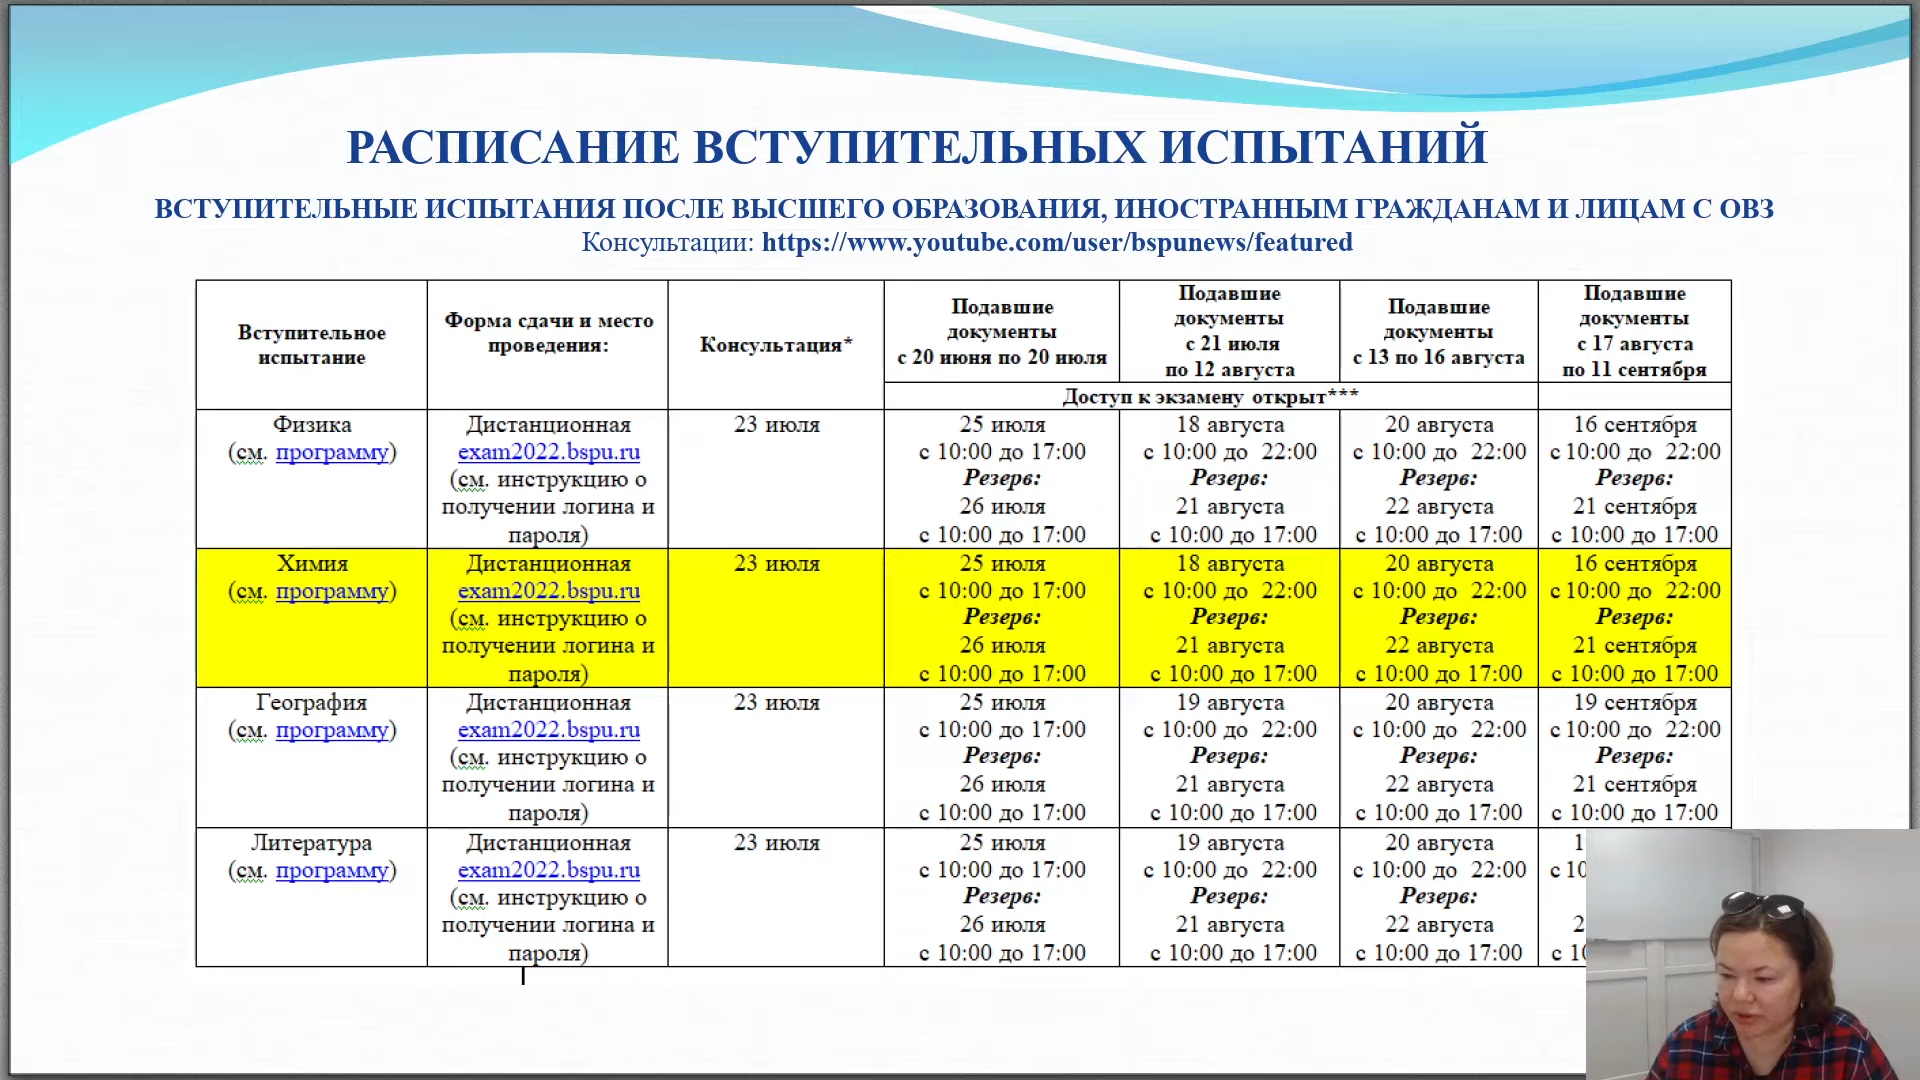 РАСПИСАНИЕ ВСТУПИТЕЛЬНЫХ ИСПЫТАНИЙ
ВСТУПИТЕЛЬНЫЕ ИСПЫТАНИЯ ПОСЛЕ ВЫСШЕГО ОБРАЗОВАНИЯ, ИНОСТРАННЫМ ГРАЖДАНАМ И ЛИЦАМ С ОВЗ
Консультации: https://www.youtube.com/user/bspunews/featured
Вступительное
испытание
Форма сдачи и место
проведения:
Консультация*
Подавшие
документы
с 20 июня по 20 июля
Подавшие
документы
с 21 июля
по 12 августа
Подавшие
документы
с 13 по 16 августа
Подавшие
документы
с 17 августа
по 11 сентября
Доступ к экзамену открыт***
Физика
(см. программу)
Дистанционная
exam2022.bspu.ru
(см. инструкцию о
получении логина и
пароля)
23 июля
25 июля
с 10:00 до 17:00
Резерв:
26 июля
с 10:00 до 17:00
18 августа
с 10:00 до 22:00
Резерв:
21 августа
с 10:00 до 17:00
20 августа
с 10:00 до 22:00
Резерв:
22 августа
с 10:00 до 17:00
16 сентября
с 10:00 до 22:00
Резерв:
21 сентября
с 10:00 до 17:00
Химия
(см. программу)
Дистанционная
exam2022.bspu.ru
(см. инструкцию о
получении логина и
пароля)
23 июля
25 июля
с 10:00 до 17:00
Резерв:
26 июля
с 10:00 до 17:00
18 августа
с 10:00 до 22:00
Резерв:
21 августа
с 10:00 до 17:00
20 августа
с 10:00 до 22:00
Резерв:
22 августа
с 10:00 до 17:00
16 сентября
с 10:00 до 22:00
Резерв:
21 сентября
с 10:00 до 17:00
География
(см. программу)
Дистанционная
exam2022.bspu.ru
(см. инструкцию о
получении логина и
пароля)
23 июля
25 июля
с 10:00 до 17:00
Резерв:
26 июля
с 10:00 до 17:00
19 августа
с 10:00 до 22:00
Резерв:
21 августа
с 10:00 до 17:00
20 августа
с 10:00 до 22:00
Резерв:
22 августа
с 10:00 до 17:00
19 сентября
с 10:00 до 22:00
Резерв:
21 сентября
с 10:00 до 17:00
Литература
(см. программу)
Дистанционная
exam2022.bspu.ru
(см. инструкцию о
получении логина и
пароля)
23 июля
25 июля
с 10:00 до 17:00
Резерв:
26 июля
с 10:00 до 17:00
19 августа
с 10:00 до 22:00
Резерв:
21 августа
с 10:00 до 17:00
20 августа
с 10:00 до 22:00
Резерв:
22 августа
с 10:00 до 17:00
с 10